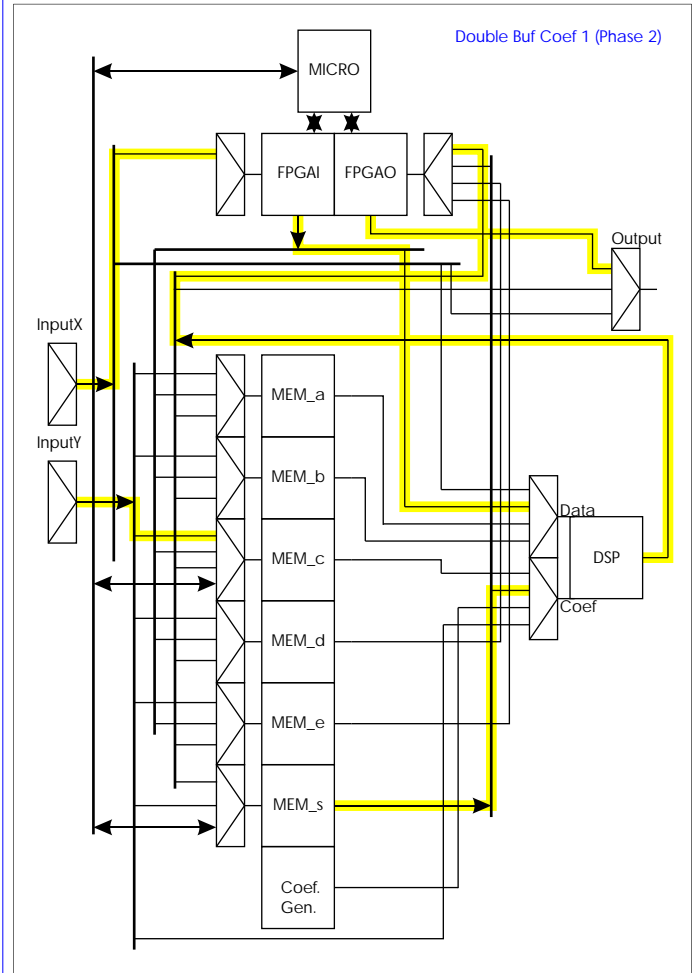 Double Buf Coef 1 (Phase 2)
MICRO
FPGAI
FPGAO
Output
InputX
MEM_a
InputY
MEM_b
Data
MEM_c
DSP
Coef
MEM_d
MEM_e
MEM_s
Coef.
Gen.